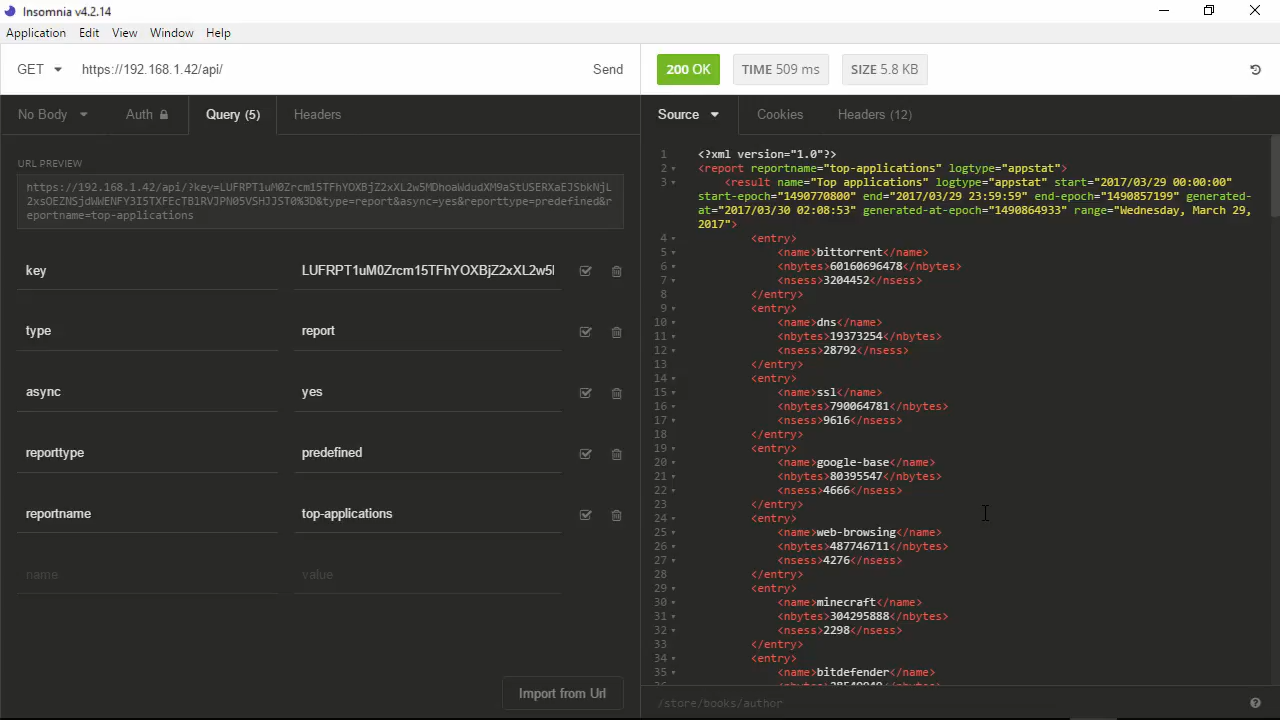 Insomnia v4.2.14
Application Edit View Window Help
GET https://192.168.1.42/api/ Send
200 OK TIME 509 ms SIZE 5.8 KB
No Body Auth Query (5) Headers
Source Cookies Headers (12)
URL PREVIEW
https://192.168.1.42/api/?key=LUFRPT1uM0Zrcm15TFhYOXBjZ2xXL2w5MDhoaWdudXM9aStUSERXaEJSbkNjL
2xsOEZNSjdWWENFY3I5TXFEcTBlRVJPN05VSHJJST0%3D&type=report&async=yes&reporttype=predefined&r
eportname=top-applications
key LUFRPT1uM0Zrcm15TFhYOXBjZ2xXL2w5
type report
async yes
reporttype predefined
reportname top-applications
name value
Import from Url
1 <?xml version="1.0"?>
2 <report reportname="top-applications" logtype="appstat">
3 <result name="Top applications" logtype="appstat" start="2017/03/29 00:00:00"
start-epoch="1490770800" end="2017/03/29 23:59:59" end-epoch="1490857199" generated-
at="2017/03/30 02:08:53" generated-at-epoch="1490864933" range="Wednesday, March 29,
2017">
4 <entry>
5 <name>bittorrent</name>
6 <nbytes>60160696478</nbytes>
7 <nsess>3204452</nsess>
8 </entry>
9 <entry>
10 <name>dns</name>
11 <nbytes>19373254</nbytes>
12 <nsess>28792</nsess>
13 </entry>
14 <entry>
15 <name>ssl</name>
16 <nbytes>790064781</nbytes>
17 <nsess>9616</nsess>
18 </entry>
19 <entry>
20 <name>google-base</name>
21 <nbytes>80395547</nbytes>
22 <nsess>4666</nsess>
23 </entry>
24 <entry>
25 <name>web-browsing</name>
26 <nbytes>487746711</nbytes>
27 <nsess>4276</nsess>
28 </entry>
29 <entry>
30 <name>minecraft</name>
31 <nbytes>304295888</nbytes>
32 <nsess>2298</nsess>
33 </entry>
34 <entry>
35 <name>bitdefender</name>
/store/books/author